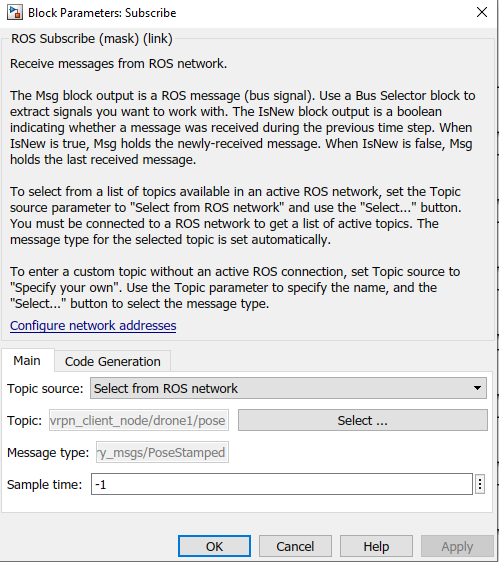 Block Parameters: Subscribe
ROS Subscribe (mask) (link)
Receive messages from ROS network.
The Msg block output is a ROS message (bus signal). Use a Bus Selector block to
extract signals you want to work with. The IsNew block output is a boolean
indicating whether a message was received during the previous time step. When
IsNew is true, Msg holds the newly-received message. When IsNew is false, Msg
holds the last received message.
To select from a list of topics available in an active ROS network, set the Topic
source parameter to "Select from ROS network" and use the "Select..." button.
You must be connected to a ROS network to get a list of active topics. The
message type for the selected topic is set automatically.
To enter a custom topic without an active ROS connection, set Topic source to
"Specify your own". Use the Topic parameter to specify the name, and the
"Select..." button to select the message type.
Configure network addresses
Main Code Generation
Topic source: Select from ROS network
Topic: vrpn_client_node/drone1/pose Select ...
Message type: ry_msgs/PoseStamped
Sample time: -1
OK Cancel Help Apply